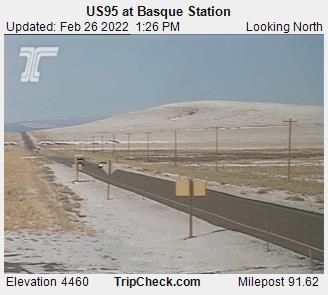 US95 at Basque Station
Updated: Feb 26 2022 1:26 PM Looking North
Elevation 4460 TripCheck.com Milepost 91.62